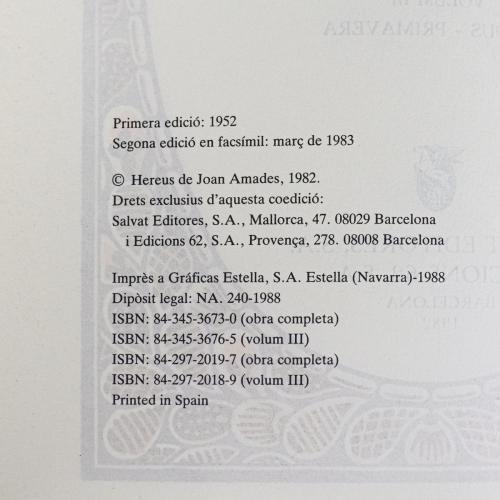 Primera edició: 1952
Segona edició en facsímil: març de 1983
© Hereus de Joan Amades, 1982.
Drets exclusius d'aquesta coedició:
Salvat Editores, S.A., Mallorca, 47. 08029 Barcelona
i Edicions 62, S.A., Provença, 278. 08008 Barcelona
Imprès a Gráficas Estella, S.A. Estella (Navarra)-1988
Dipòsit legal: NA. 240-1988
ISBN: 84-345-3673-0 (obra completa)
ISBN: 84-345-3676-5 (volum III)
ISBN: 84-297-2019-7 (obra completa)
ISBN: 84-297-2018-9 (volum III)
Printed in Spain